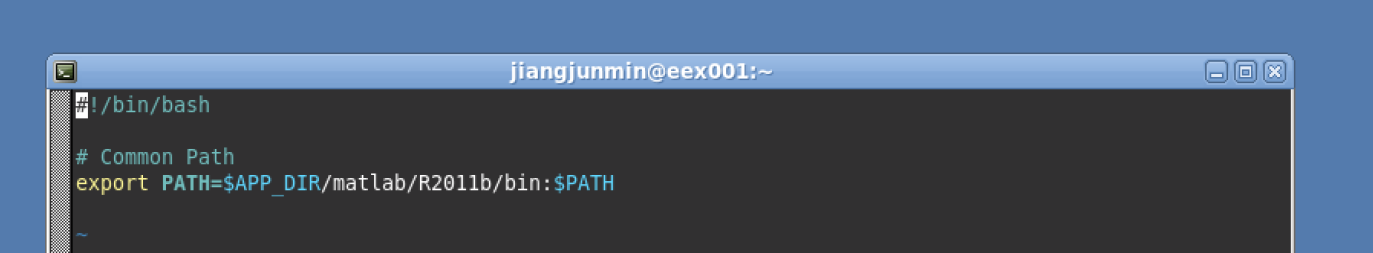 jiangjunmin@eex001:~
#!/bin/bash
# Common Path
export PATH=$APP_DIR/matlab/R2011b/bin:$PATH
~